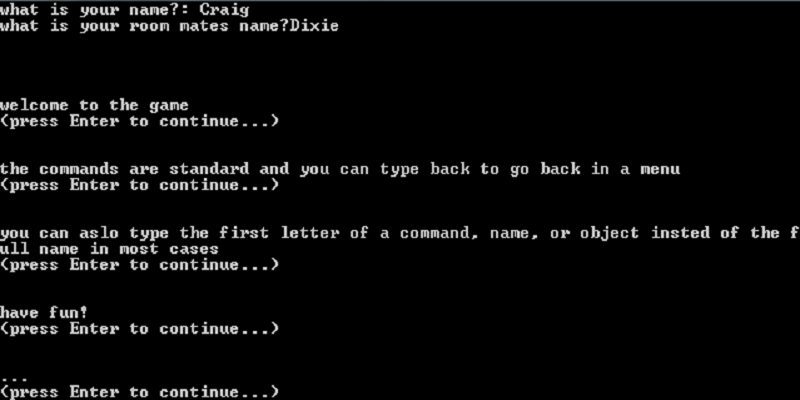 what is your name?: Craig
what is your room mates name?Dixie
welcome to the game
(press Enter to continue...)
the commands are standard and you can type back to go back in a menu
(press Enter to continue...)
you can aslo type the first letter of a command, name, or object insted of the f
ull name in most cases
(press Enter to continue...)
have fun!
(press Enter to continue...)
...
(press Enter to continue...)